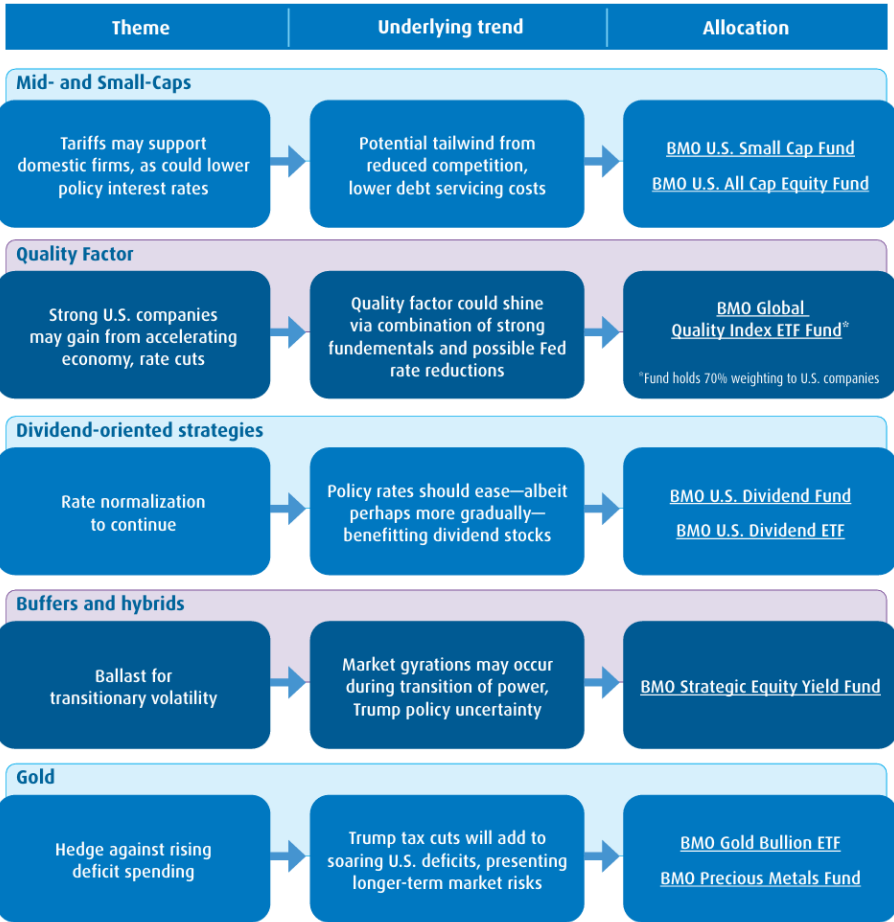 Theme
Underlying trend
Allocation
Mid- and Small-Caps
Tariffs may support
domestic firms, as could lower
policy interest rates
Potential tailwind from
reduced competition,
lower debt servicing costs
BMO U.S. Small Cap Fund
BMO U.S. All Cap Equity Fund
Quality Factor
Strong U.S. companies
may gain from accelerating
economy, rate cuts
Quality factor could shine
via combination of strong
fundementals and possible Fed
rate reductions
BMO Global
Quality Index ETF Fund*
*Fund holds 70% weighting to U.S. companies
Dividend-oriented strategies
Rate normalization
to continue
Policy rates should ease—albeit
perhaps more gradually—
benefitting dividend stocks
BMO U.S. Dividend Fund
BMO U.S. Dividend ETF
Buffers and hybrids
Ballast for
transitionary volatility
Market gyrations may occur
during transition of power,
Trump policy uncertainty
BMO Strategic Equity Yield Fund
Gold
Hedge against rising
deficit spending
Trump tax cuts will add to
soaring U.S. deficits, presenting
longer-term market risks
BMO Gold Bullion ETF
BMO Precious Metals Fund